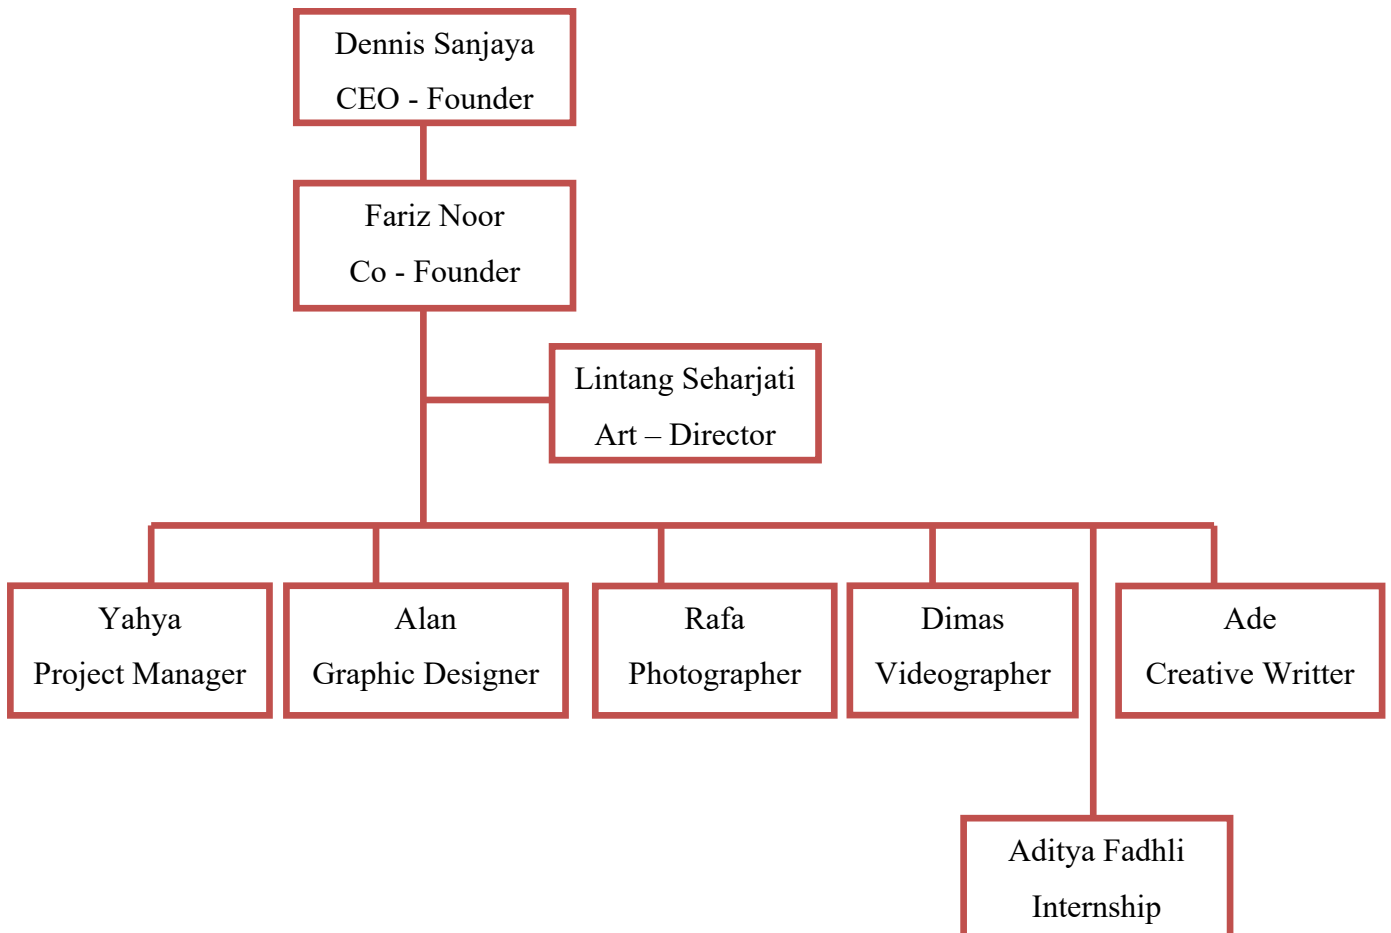 Dennis Sanjaya
CEO - Founder
Fariz Noor
Co - Founder
Lintang Seharjati
Art – Director
Yahya
Project Manager
Alan
Graphic Designer
Rafa
Photographer
Dimas
Videographer
Ade
Creative Writter
Aditya Fadhli
Internship